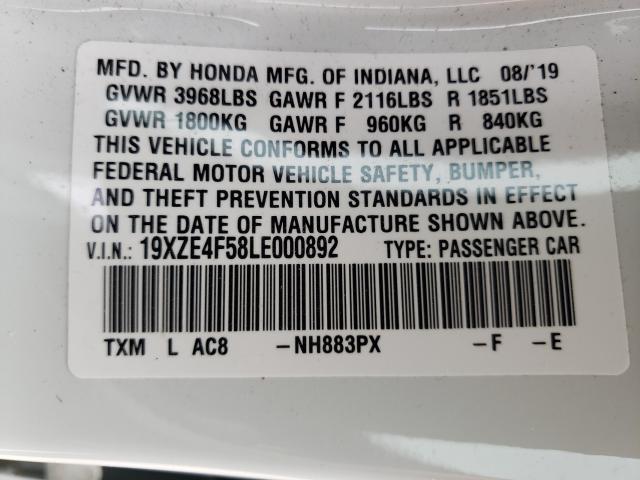 MFD. BY HONDA MFG. OF INDIANA, LLC 08/'19
GVWR 3968LBS GAWR F 2116LBS R 1851LBS
GVWR 1800KG GAWR F 960KG R 840KG
THIS VEHICLE CONFORMS TO ALL APPLICABLE
FEDERAL MOTOR VEHICLE SAFETY, BUMPER,
AND THEFT PREVENTION STANDARDS IN EFFECT
ON THE DATE OF MANUFACTURE SHOWN ABOVE.
V.I.N.: 19XZE4F58LE000892 TYPE: PASSENGER CAR
TXM L AC8 –NH883PX –F –E